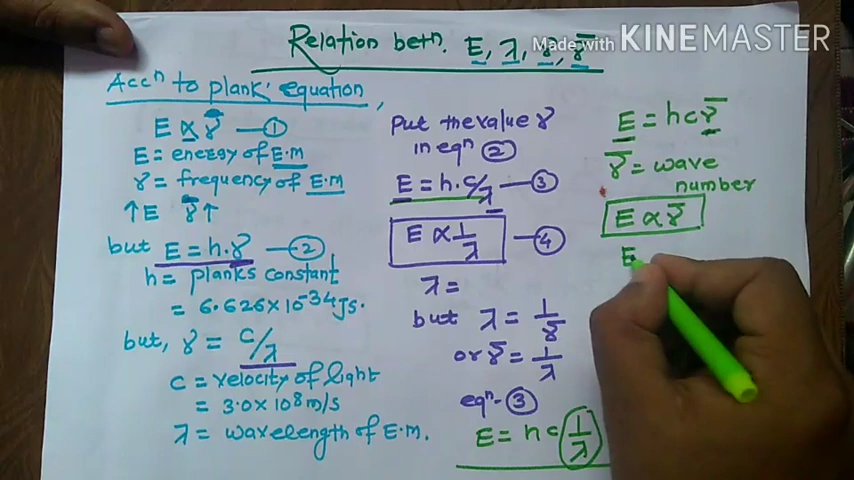 Relation betn. E, λ, ν, ν̅
Made with KINEMASTER
Accn to plank' equation,
E ∝ ν̅ —①
E = energy of E.M
ν = frequency of E.M
↑E ν̅↑
but E = h.ν —②
h = planks constant
= 6.626×10⁻³⁴ Js.
but, ν = c/λ
c = velocity of light
= 3.0×10⁸ m/s
λ = wavelength of E.M.
Put the value ν
in eqn ②
E = h.c/λ —③
E ∝ 1/λ —④
λ =
but λ = 1/ν̅
or ν̅ = 1/λ
eqn- ③
E = hc (1/λ)
E = hcν̅
ν̅ = wave
number
E ∝ ν̅
E